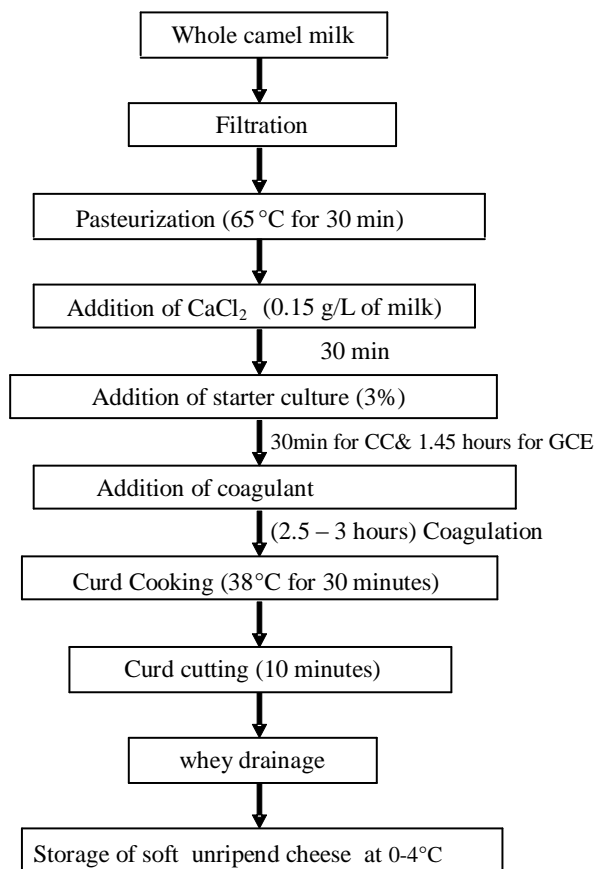 Whole camel milk
Filtration
Pasteurization (65°C for 30 min)
Addition of CaCl₂ (0.15 g/L of milk)
30 min
Addition of starter culture (3%)
30min for CC& 1.45 hours for GCE
Addition of coagulant
(2.5 – 3 hours) Coagulation
Curd Cooking (38°C for 30 minutes)
Curd cutting (10 minutes)
whey drainage
Storage of soft unripend cheese at 0-4°C